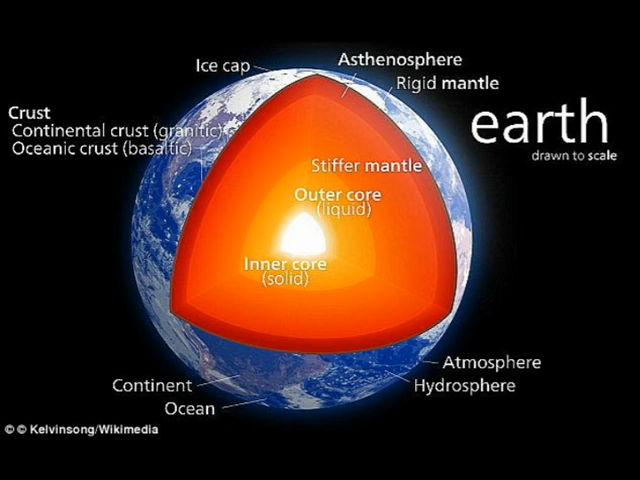 Ice cap
Asthenosphere
Rigid mantle
Crust
Continental crust (granitic)
Oceanic crust (basaltic)
earth
drawn to scale
Stiffer mantle
Outer core
(liquid)
Inner core
(solid)
Atmosphere
Continent
Hydrosphere
Ocean
© © Kelvinsong/Wikimedia